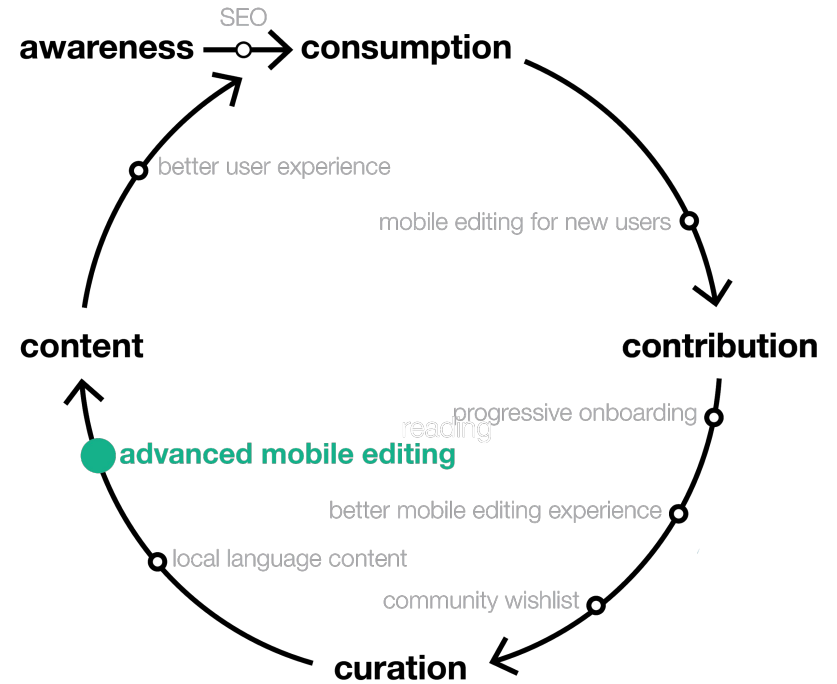 SEO
awareness
consumption
better user experience
mobile editing for new users
content
contribution
progressive onboarding
reading
advanced mobile editing
better mobile editing experience
local language content
community wishlist
curation